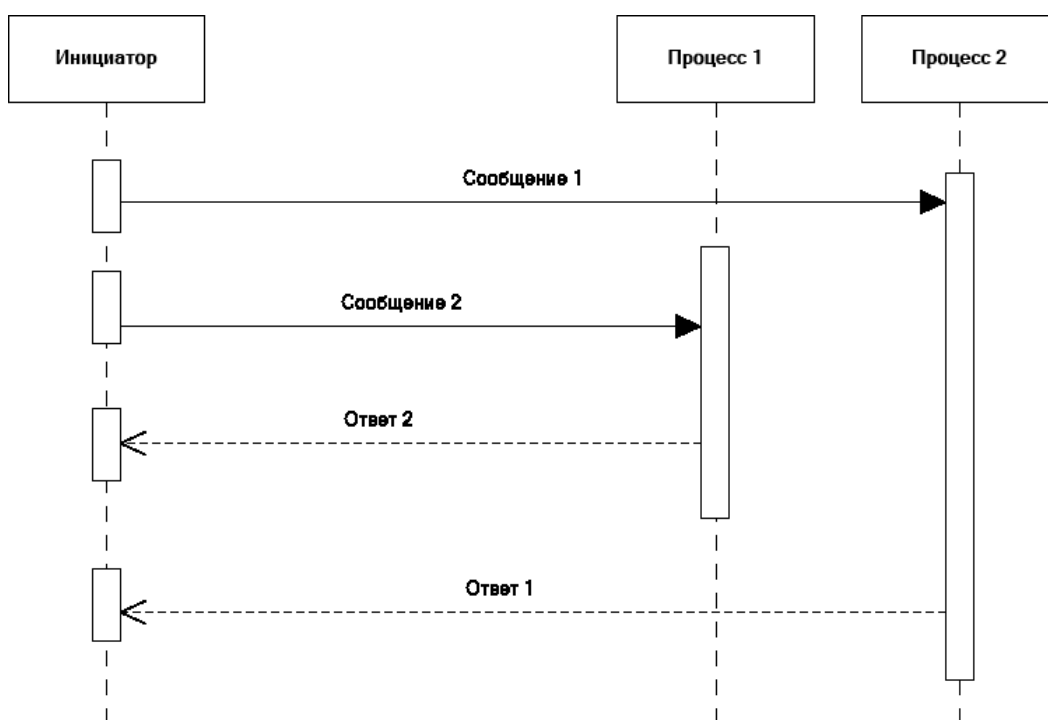 Инициатор
Процесс 1
Процесс 2
Сообщение 1
Сообщение 2
Ответ 2
Ответ 1